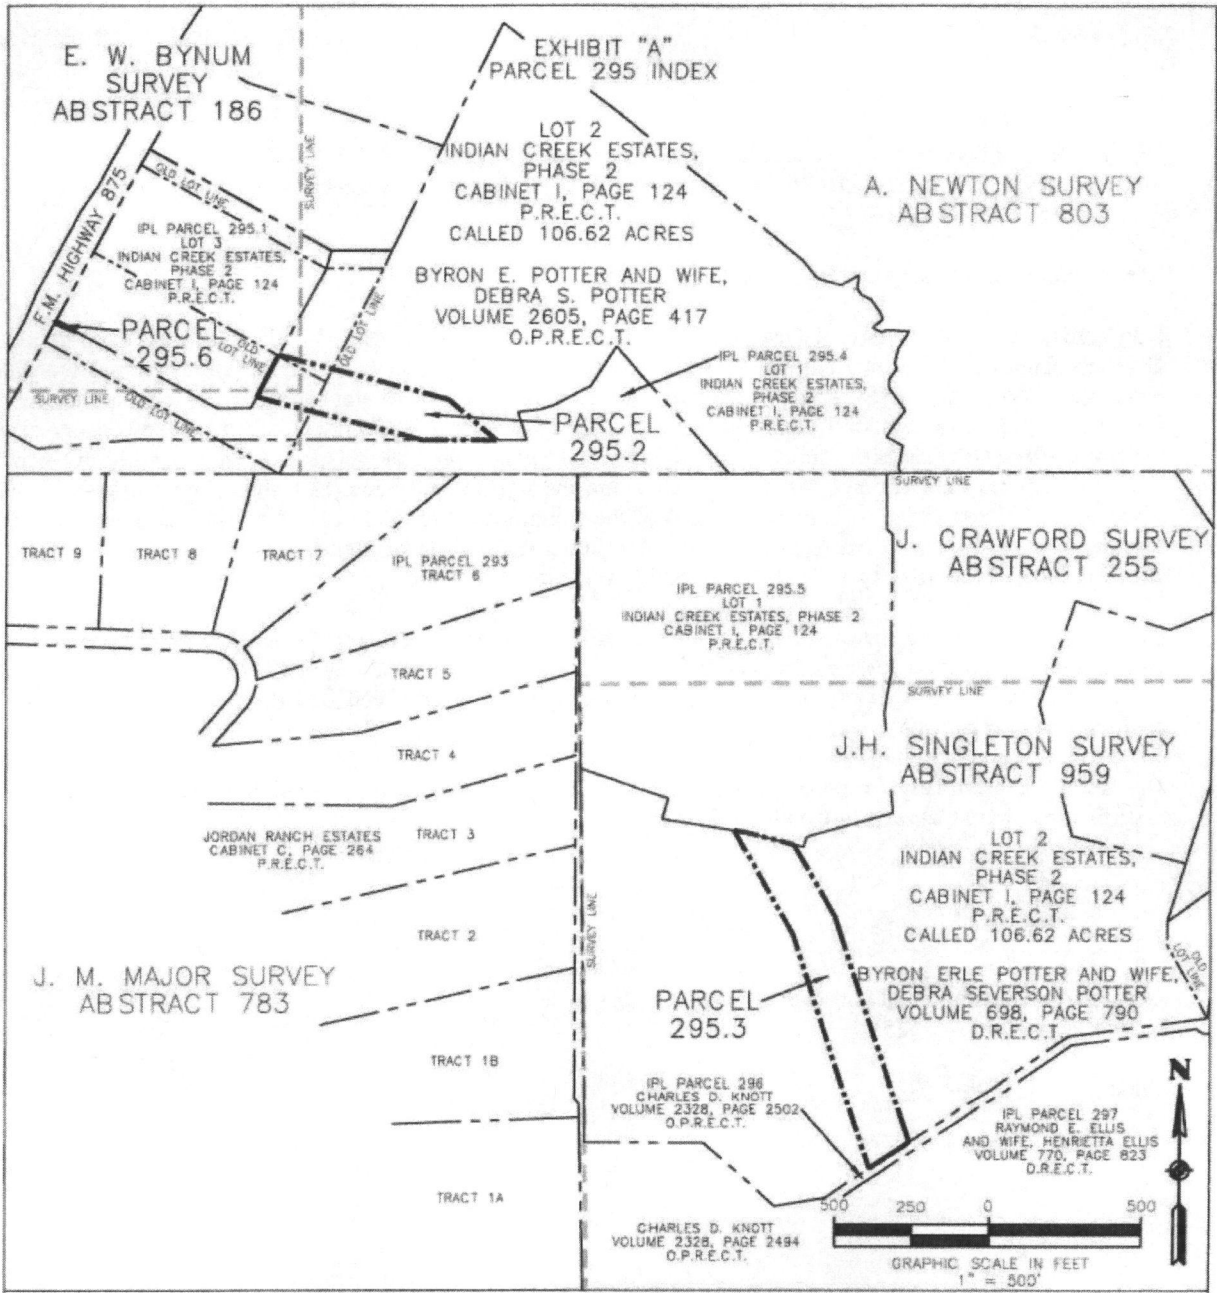 E. W. BYNUM
SURVEY
ABSTRACT 186
EXHIBIT "A"
PARCEL 295 INDEX
LOT 2
INDIAN CREEK ESTATES,
PHASE 2
CABINET I, PAGE 124
P.R.E.C.T.
CALLED 106.62 ACRES
BYRON E. POTTER AND WIFE,
DEBRA S. POTTER
VOLUME 2605, PAGE 417
O.P.R.E.C.T.
A. NEWTON SURVEY
ABSTRACT 803
SURVEY LINE
OLD LOT LINE
F.M. HIGHWAY 875
IPL PARCEL 295.1
LOT 3
INDIAN CREEK ESTATES,
PHASE 2
CABINET I, PAGE 124
P.R.E.C.T.
PARCEL
295.6
OLD
LOT LINE
OLD LOT LINE
SURVEY LINE
OLD LOT LINE
IPL PARCEL 295.4
LOT 1
INDIAN CREEK ESTATES,
PHASE 2
CABINET I, PAGE 124
P.R.E.C.T.
PARCEL
295.2
SURVEY LINE
TRACT 9
TRACT 8
TRACT 7
IPL PARCEL 293
TRACT 6
J. CRAWFORD SURVEY
ABSTRACT 255
IPL PARCEL 295.5
LOT 1
INDIAN CREEK ESTATES, PHASE 2
CABINET I, PAGE 124
P.R.E.C.T.
TRACT 5
SURVEY LINE
TRACT 4
J.H. SINGLETON SURVEY
ABSTRACT 959
JORDAN RANCH ESTATES
CABINET C, PAGE 264
P.R.E.C.T.
TRACT 3
LOT 2
INDIAN CREEK ESTATES,
PHASE 2
CABINET I, PAGE 124
P.R.E.C.T.
CALLED 106.62 ACRES
TRACT 2
SURVEY LINE
OLD
LOT LINE
J. M. MAJOR SURVEY
ABSTRACT 783
BYRON ERLE POTTER AND WIFE,
DEBRA SEVERSON POTTER
VOLUME 698, PAGE 790
D.R.E.C.T.
PARCEL
295.3
TRACT 1B
IPL PARCEL 296
CHARLES D. KNOTT
VOLUME 2328, PAGE 2502
O.P.R.E.C.T.
N
IPL PARCEL 297
RAYMOND E. ELLIS
AND WIFE, HENRIETTA ELLIS
VOLUME 770, PAGE 823
D.R.E.C.T.
TRACT 1A
CHARLES D. KNOTT
VOLUME 2328, PAGE 2494
O.P.R.E.C.T.
500 250 0 500
GRAPHIC SCALE IN FEET
1" = 500'